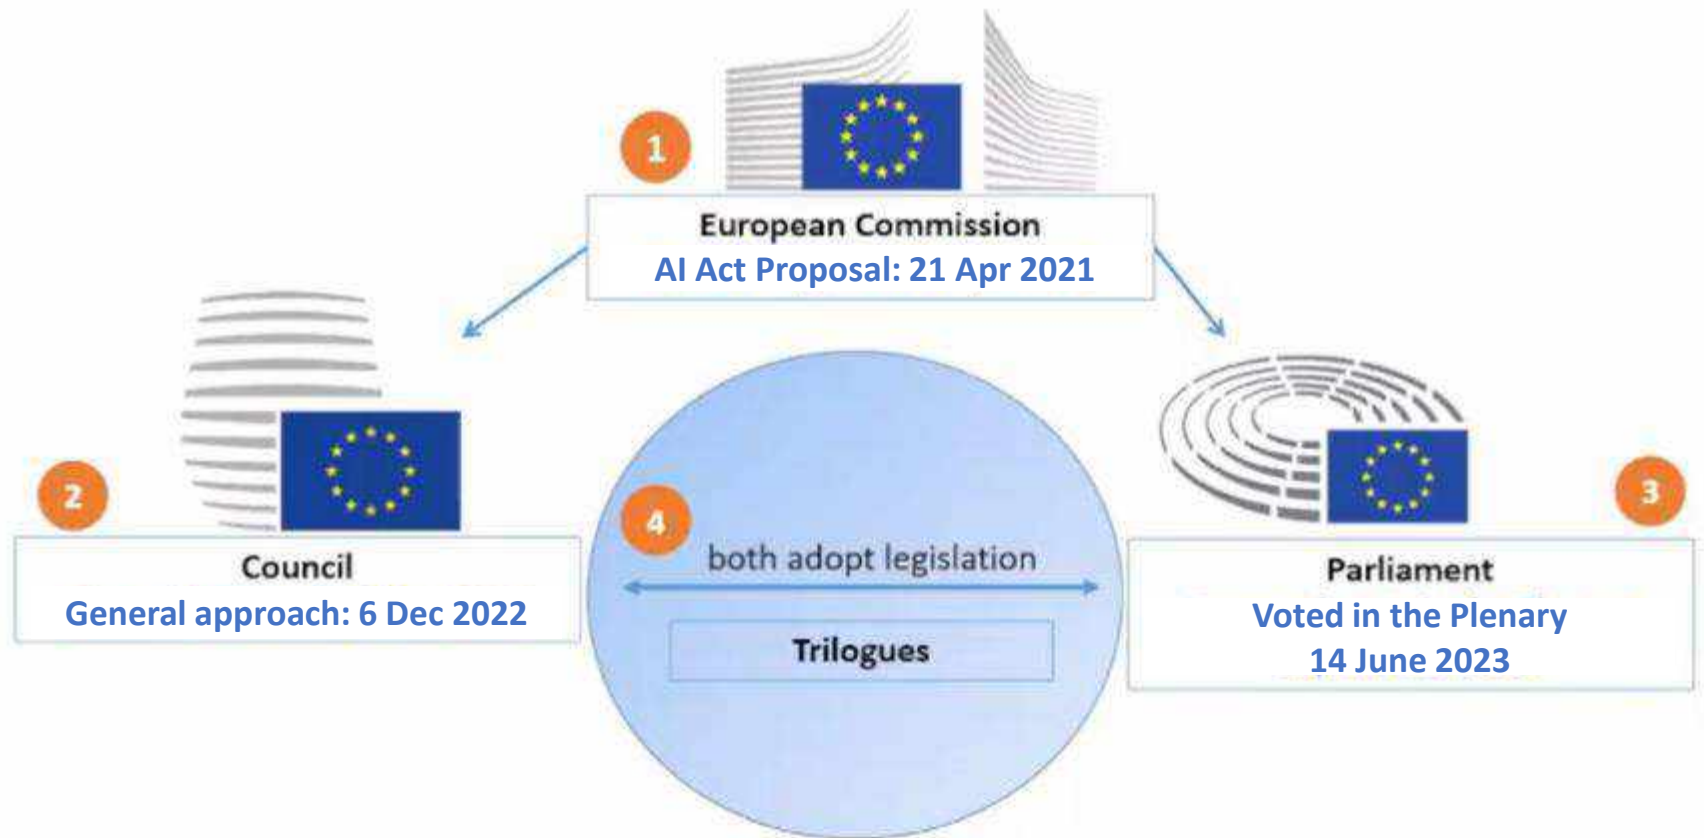 1
European Commission
AI Act Proposal: 21 Apr 2021
2
Council
General approach: 6 Dec 2022
3
Parliament
Voted in the Plenary
14 June 2023
4
both adopt legislation
Trilogues